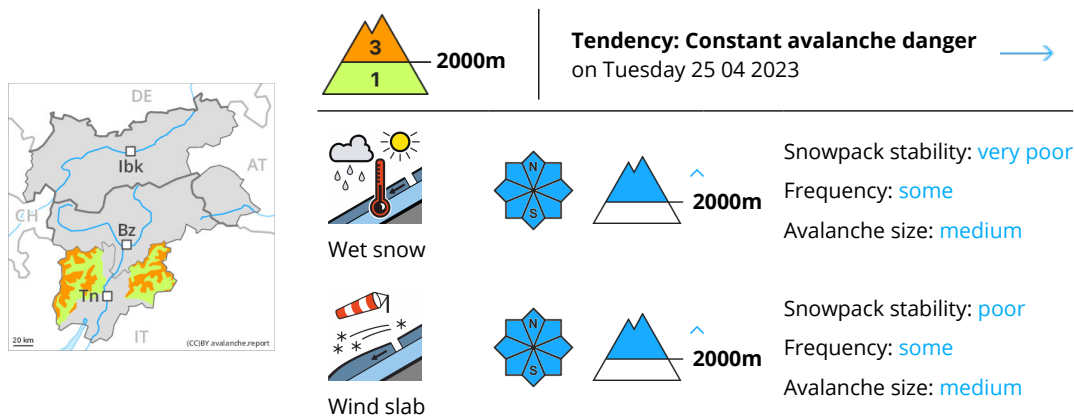 3
1
2000m
Tendency: Constant avalanche danger
on Tuesday 25 04 2023
DE
Ibk
AT
CH
Bz
Tn
IT
20 km
(CC)BY avalanche.report
N
S
2000m
Wet snow
Snowpack stability: very poor
Frequency: some
Avalanche size: medium
N
S
2000m
Wind slab
Snowpack stability: poor
Frequency: some
Avalanche size: medium